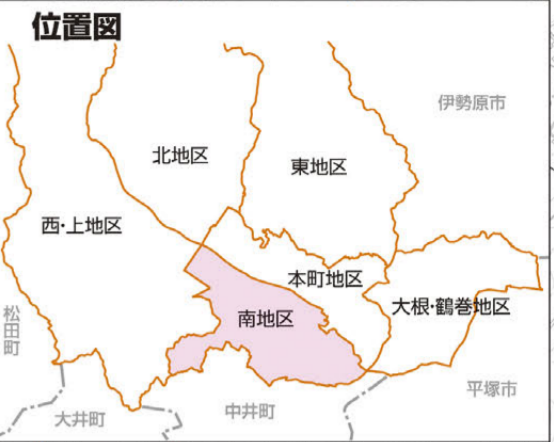 位置図
伊勢原市
北地区
東地区
西・上地区
本町地区
大根・鶴巻地区
南地区
松田町
平塚市
中井町
大井町